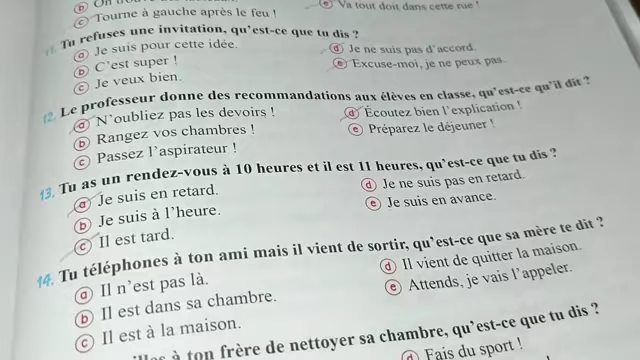 ⓒ Tourne à gauche après le feu !
ⓔ Va tout doit dans cette rue !
11. Tu refuses une invitation, qu'est-ce que tu dis ?
ⓐ Je suis pour cette idée.
ⓓ Je ne suis pas d'accord.
ⓑ C'est super !
ⓔ Excuse-moi, je ne peux pas.
ⓒ Je veux bien.
12. Le professeur donne des recommandations aux élèves en classe, qu'est-ce qu'il dit ?
ⓐ N'oubliez pas les devoirs !
ⓓ Écoutez bien l'explication !
ⓑ Rangez vos chambres !
ⓔ Préparez le déjeuner !
ⓒ Passez l'aspirateur !
13. Tu as un rendez-vous à 10 heures et il est 11 heures, qu'est-ce que tu dis ?
ⓐ Je suis en retard.
ⓓ Je ne suis pas en retard.
ⓑ Je suis à l'heure.
ⓔ Je suis en avance.
ⓒ Il est tard.
14. Tu téléphones à ton ami mais il vient de sortir, qu'est-ce que sa mère te dit ?
ⓐ Il n'est pas là.
ⓓ Il vient de quitter la maison.
ⓑ Il est dans sa chambre.
ⓔ Attends, je vais l'appeler.
ⓒ Il est à la maison.
à ton frère de nettoyer sa chambre, qu'est-ce que tu dis ?
ⓓ Fais du sport !